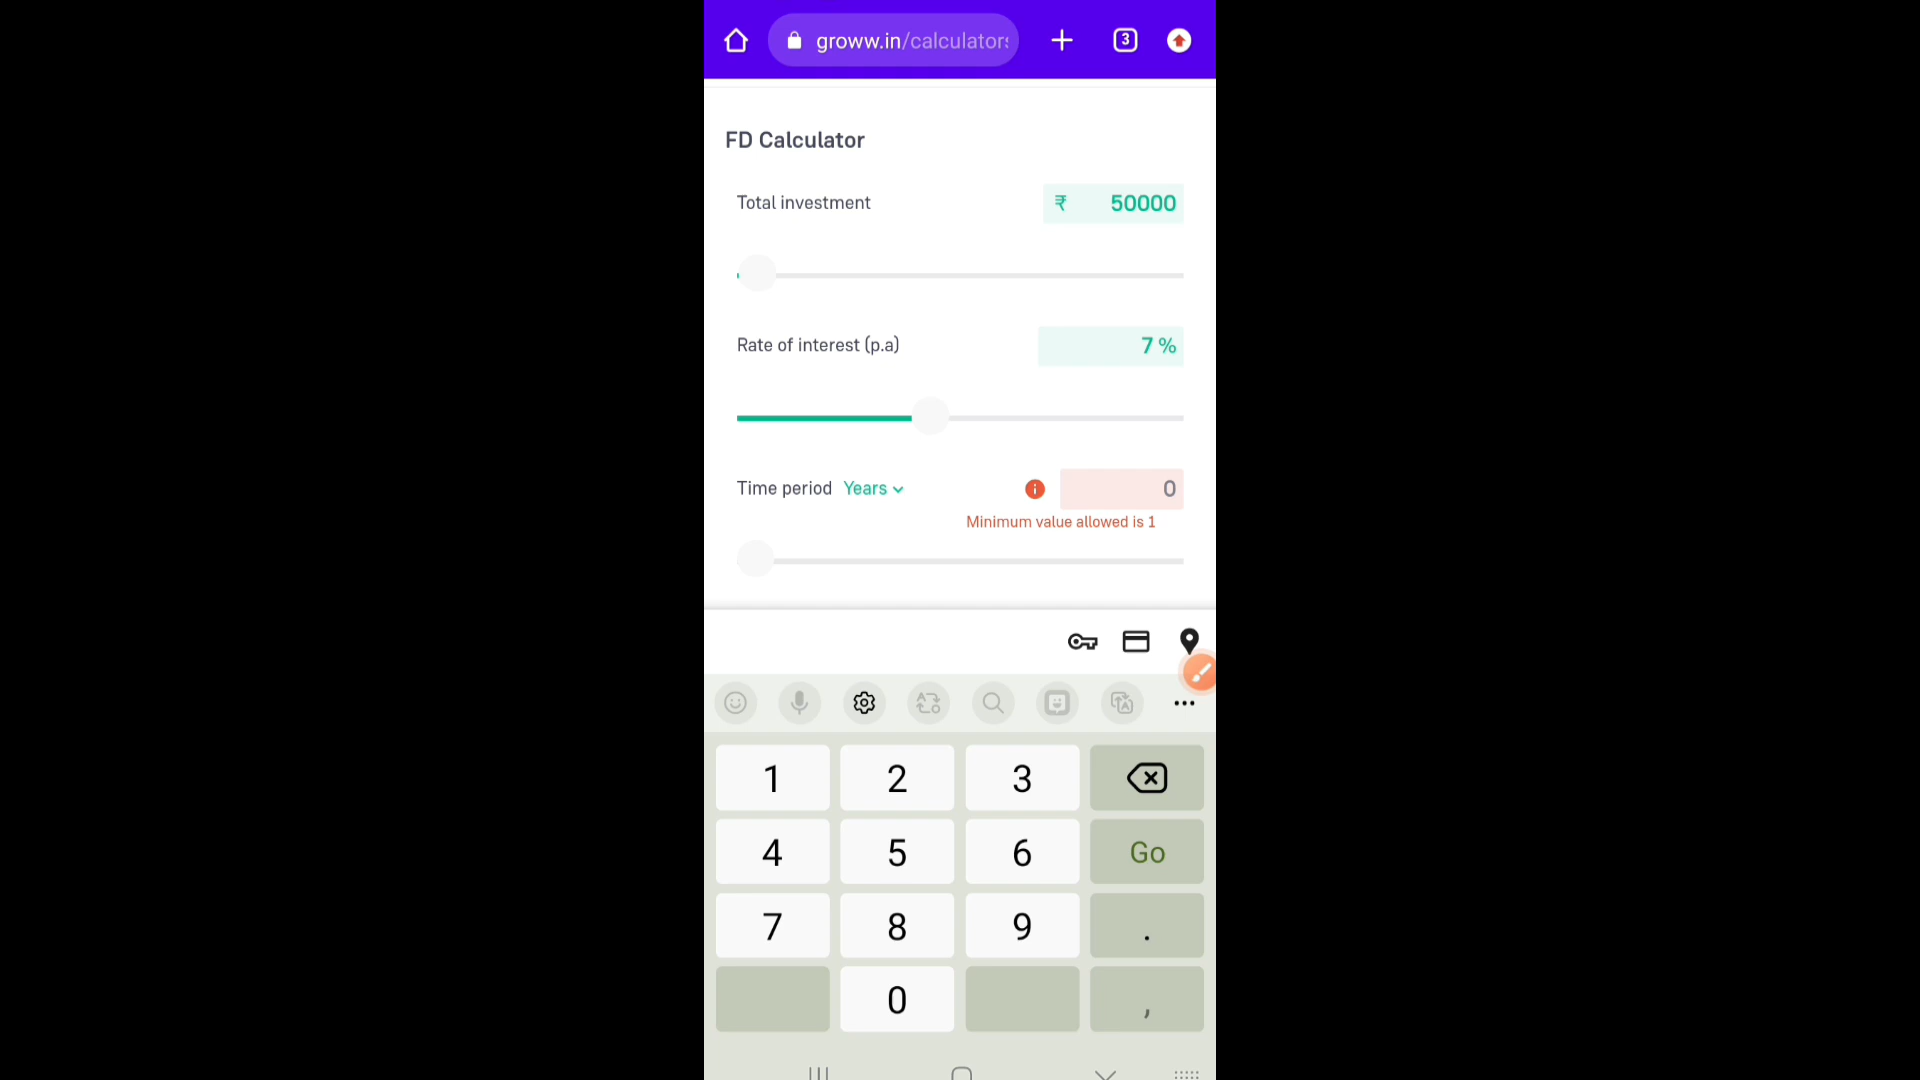 groww.in/calculators
3
FD Calculator
Total investment
₹ 50000
Rate of interest (p.a)
7 %
Time period Years
0
Minimum value allowed is 1
1 2 3
4 5 6 Go
7 8 9 .
0 ,